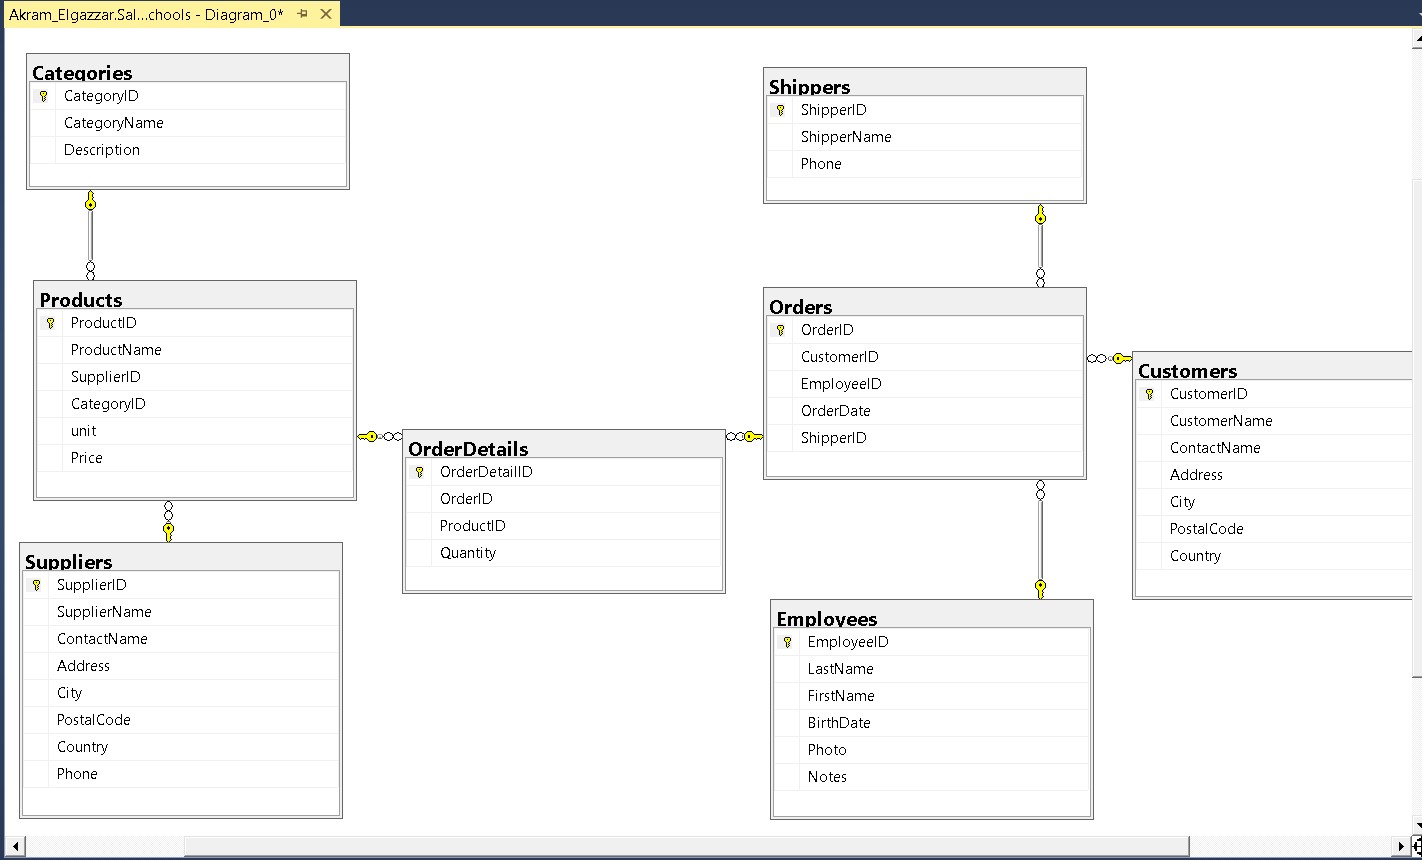 Akram_Elgazzar.Sal...chools - Diagram_0*
Categories
CategoryID
CategoryName
Description
Products
ProductID
ProductName
SupplierID
CategoryID
unit
Price
Suppliers
SupplierID
SupplierName
ContactName
Address
City
PostalCode
Country
Phone
OrderDetails
OrderDetailID
OrderID
ProductID
Quantity
Shippers
ShipperID
ShipperName
Phone
Orders
OrderID
CustomerID
EmployeeID
OrderDate
ShipperID
Employees
EmployeeID
LastName
FirstName
BirthDate
Photo
Notes
Customers
CustomerID
CustomerName
ContactName
Address
City
PostalCode
Country